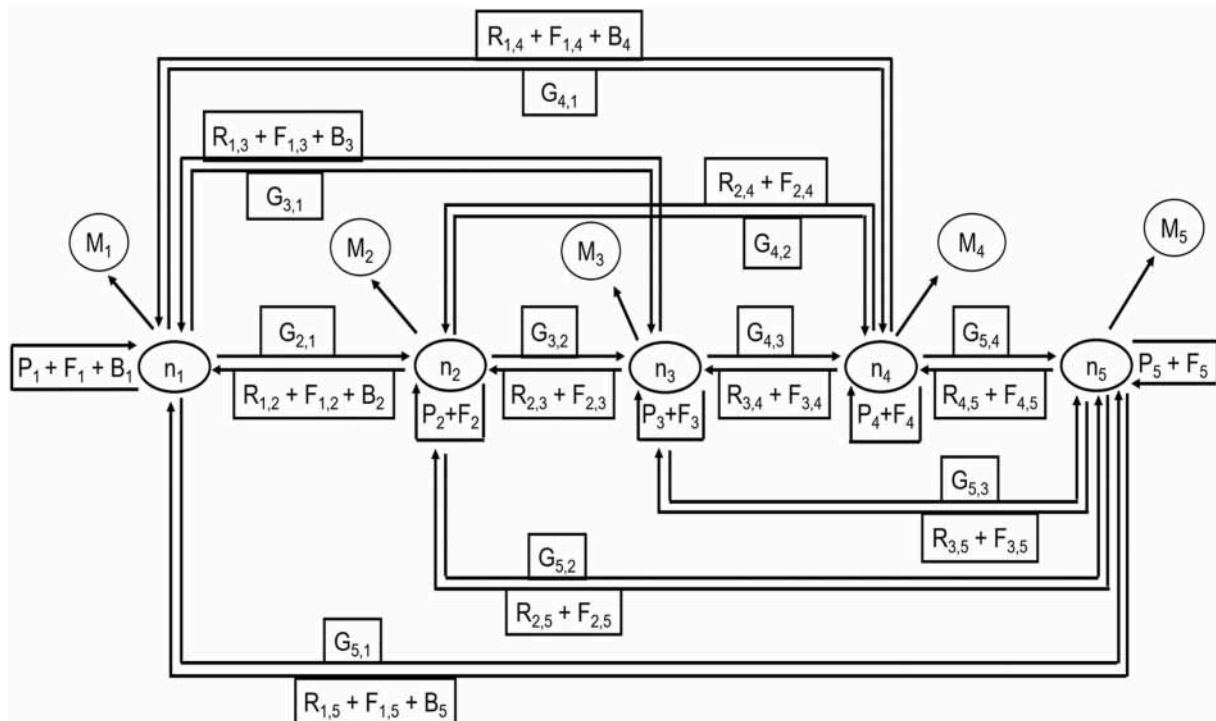 R1,4 + F1,4 + B4
G4,1
R1,3 + F1,3 + B3
G3,1
R2,4 + F2,4
G4,2
M1
M2
M3
M4
M5
G2,1
G3,2
G4,3
G5,4
P1 + F1 + B1
n1
n2
n3
n4
n5
P5 + F5
R1,2 + F1,2 + B2
P2+F2
R2,3 + F2,3
P3+F3
R3,4 + F3,4
P4+F4
R4,5 + F4,5
G5,3
R3,5 + F3,5
G5,2
R2,5 + F2,5
G5,1
R1,5 + F1,5 + B5